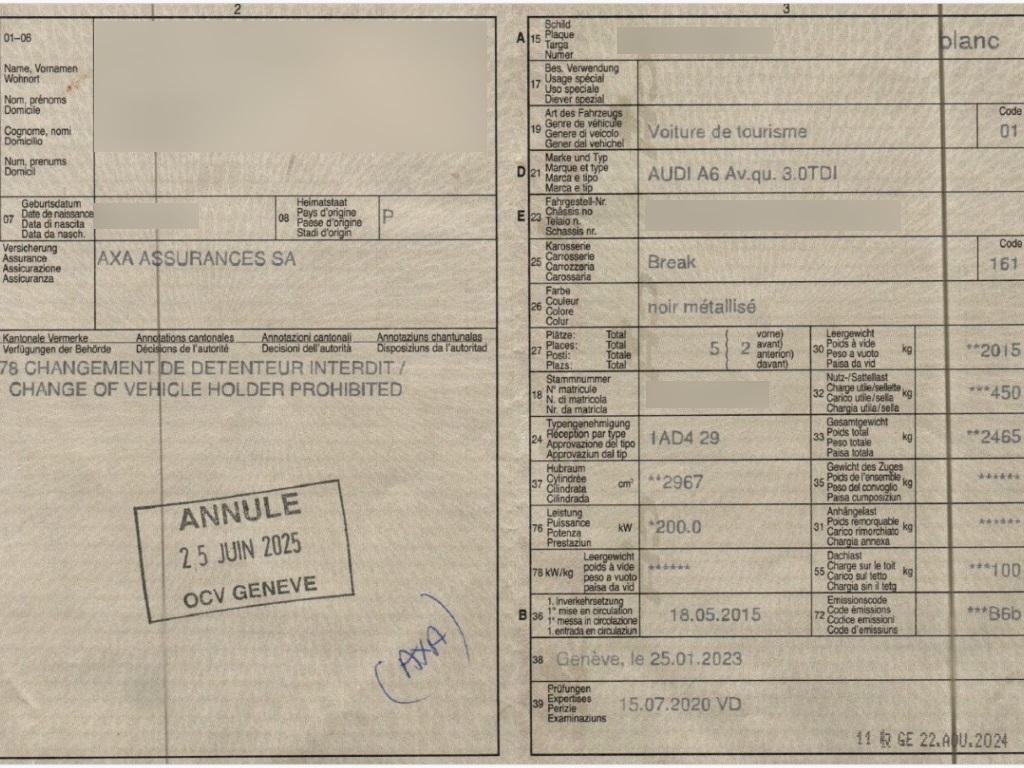 2
01–06
Name, Vornamen
Wohnort
Nom, prénoms
Domicile
Cognome, nomi
Domicilio
Num, prenums
Domicil
07
Geburtsdatum
Date de naissance
Data di nascita
Data da nasch.
08
Heimatstaat
Pays d'origine
Paese d'origine
Stadi d'origin
P
Versicherung
Assurance
Assicurazione
Assicuranza
AXA ASSURANCES SA
Kantonale Vermerke Annotations cantonales Annotazioni cantonali Annotaziuns chantunalas
Verfügungen der Behörde Décisions de l'autorité Decisioni dell'autorità Disposiziuns da l'autoritad
78 CHANGEMENT DE DETENTEUR INTERDIT /
CHANGE OF VEHICLE HOLDER PROHIBITED
ANNULE
25 JUIN 2025
OCV GENEVE
(AXA)
3
A 15
Schild
Plaque
Targa
Numer
blanc
17
Bes. Verwendung
Usage spécial
Uso speciale
Diever spezial
19
Art des Fahrzeugs
Genre de véhicule
Genere di veicolo
Gener dal vehichel
Voiture de tourisme
Code
01
D 21
Marke und Typ
Marque et type
Marca e tipo
Marca e tip
AUDI A6 Av.qu. 3.0TDI
E 23
Fahrgestell-Nr.
Châssis no
Telaio n.
Schassis nr.
25
Karosserie
Carrosserie
Carrozzeria
Carossaria
Break
Code
161
26
Farbe
Couleur
Colore
Colur
noir métallisé
27
Plätze: Total
Places: Total
Posti: Totale
Plazs: Total
5 { 2
vorne)
avant)
anteriori)
davant)
30
Leergewicht
Poids à vide
Peso a vuoto
Paisa da vid
kg
**2015
18
Stammnummer
N° matricule
N. di matricola
Nr. da matricla
32
Nutz-/Sattellast
Charge utile/sellette
Carico utile/sella
Chargia utila/sella
kg
***450
24
Typengenehmigung
Réception par type
Approvazione del tipo
Approvaziun dal tip
1AD4 29
33
Gesamtgewicht
Poids total
Peso totale
Paisa totala
kg
**2465
37
Hubraum
Cylindrée
Cilindrata
Cilindrada
cm³
**2967
35
Gewicht des Zuges
Poids de l'ensemble
Peso del convoglio
Paisa cumposiziun
kg
******
76
Leistung
Puissance
Potenza
Prestaziun
kW
*200.0
31
Anhängelast
Poids remorquable
Carico rimorchiato
Chargia annexa
kg
******
78 kW/kg
Leergewicht
poids à vide
peso a vuoto
paisa da vid
******
55
Dachlast
Charge sur le toit
Carico sul tetto
Chargia sin il tetg
kg
***100
B 36
1. Inverkehrsetzung
1re mise en circulation
1a messa in circolazione
1. entrada en circulaziun
18.05.2015
72
Emissionscode
Code émissions
Codice emissioni
Code d'emissiuns
***B6b
38
Genève, le 25.01.2023
39
Prüfungen
Expertises
Perizie
Examinaziuns
15.07.2020 VD
GE 22.AOU.2024